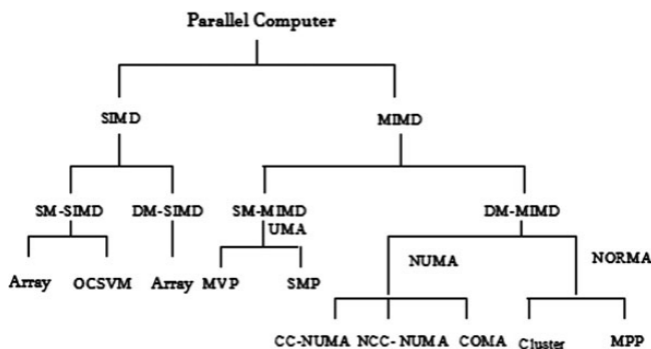 Parallel Computer
SIMD MIMD
SM-SIMD DM-SIMD SM-MIMD DM-MIMD
UMA
NUMA NORMA
Array OCSVM Array MVP SMP
CC-NUMA NCC- NUMA COMA Cluster MPP